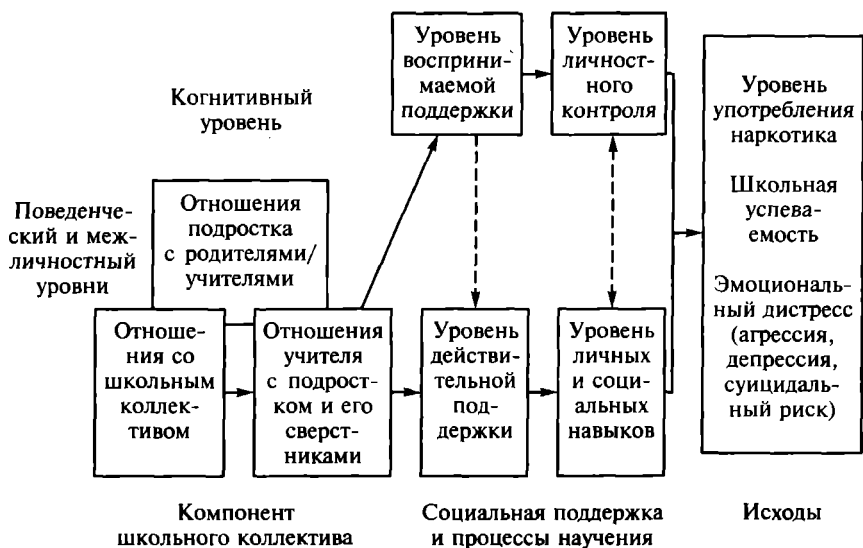 Когнитивный
уровень
Поведенче-
ский и меж-
личностный
уровни
Уровень
восприни-
маемой
поддержки
Уровень
личност-
ного
контроля
Отношения
подростка
с родителями/
учителями
Отноше-
ния со
школьным
коллек-
тивом
Отношения
учителя
с подрост-
ком и его
сверст-
никами
Уровень
действи-
тельной
под-
держки
Уровень
личных
и соци-
альных
навыков
Уровень
употребления
наркотика
Школьная
успева-
емость
Эмоциональ-
ный дистресс
(агрессия,
депрессия,
суицидаль-
ный риск)
Компонент
школьного коллектива
Социальная поддержка
и процессы научения
Исходы